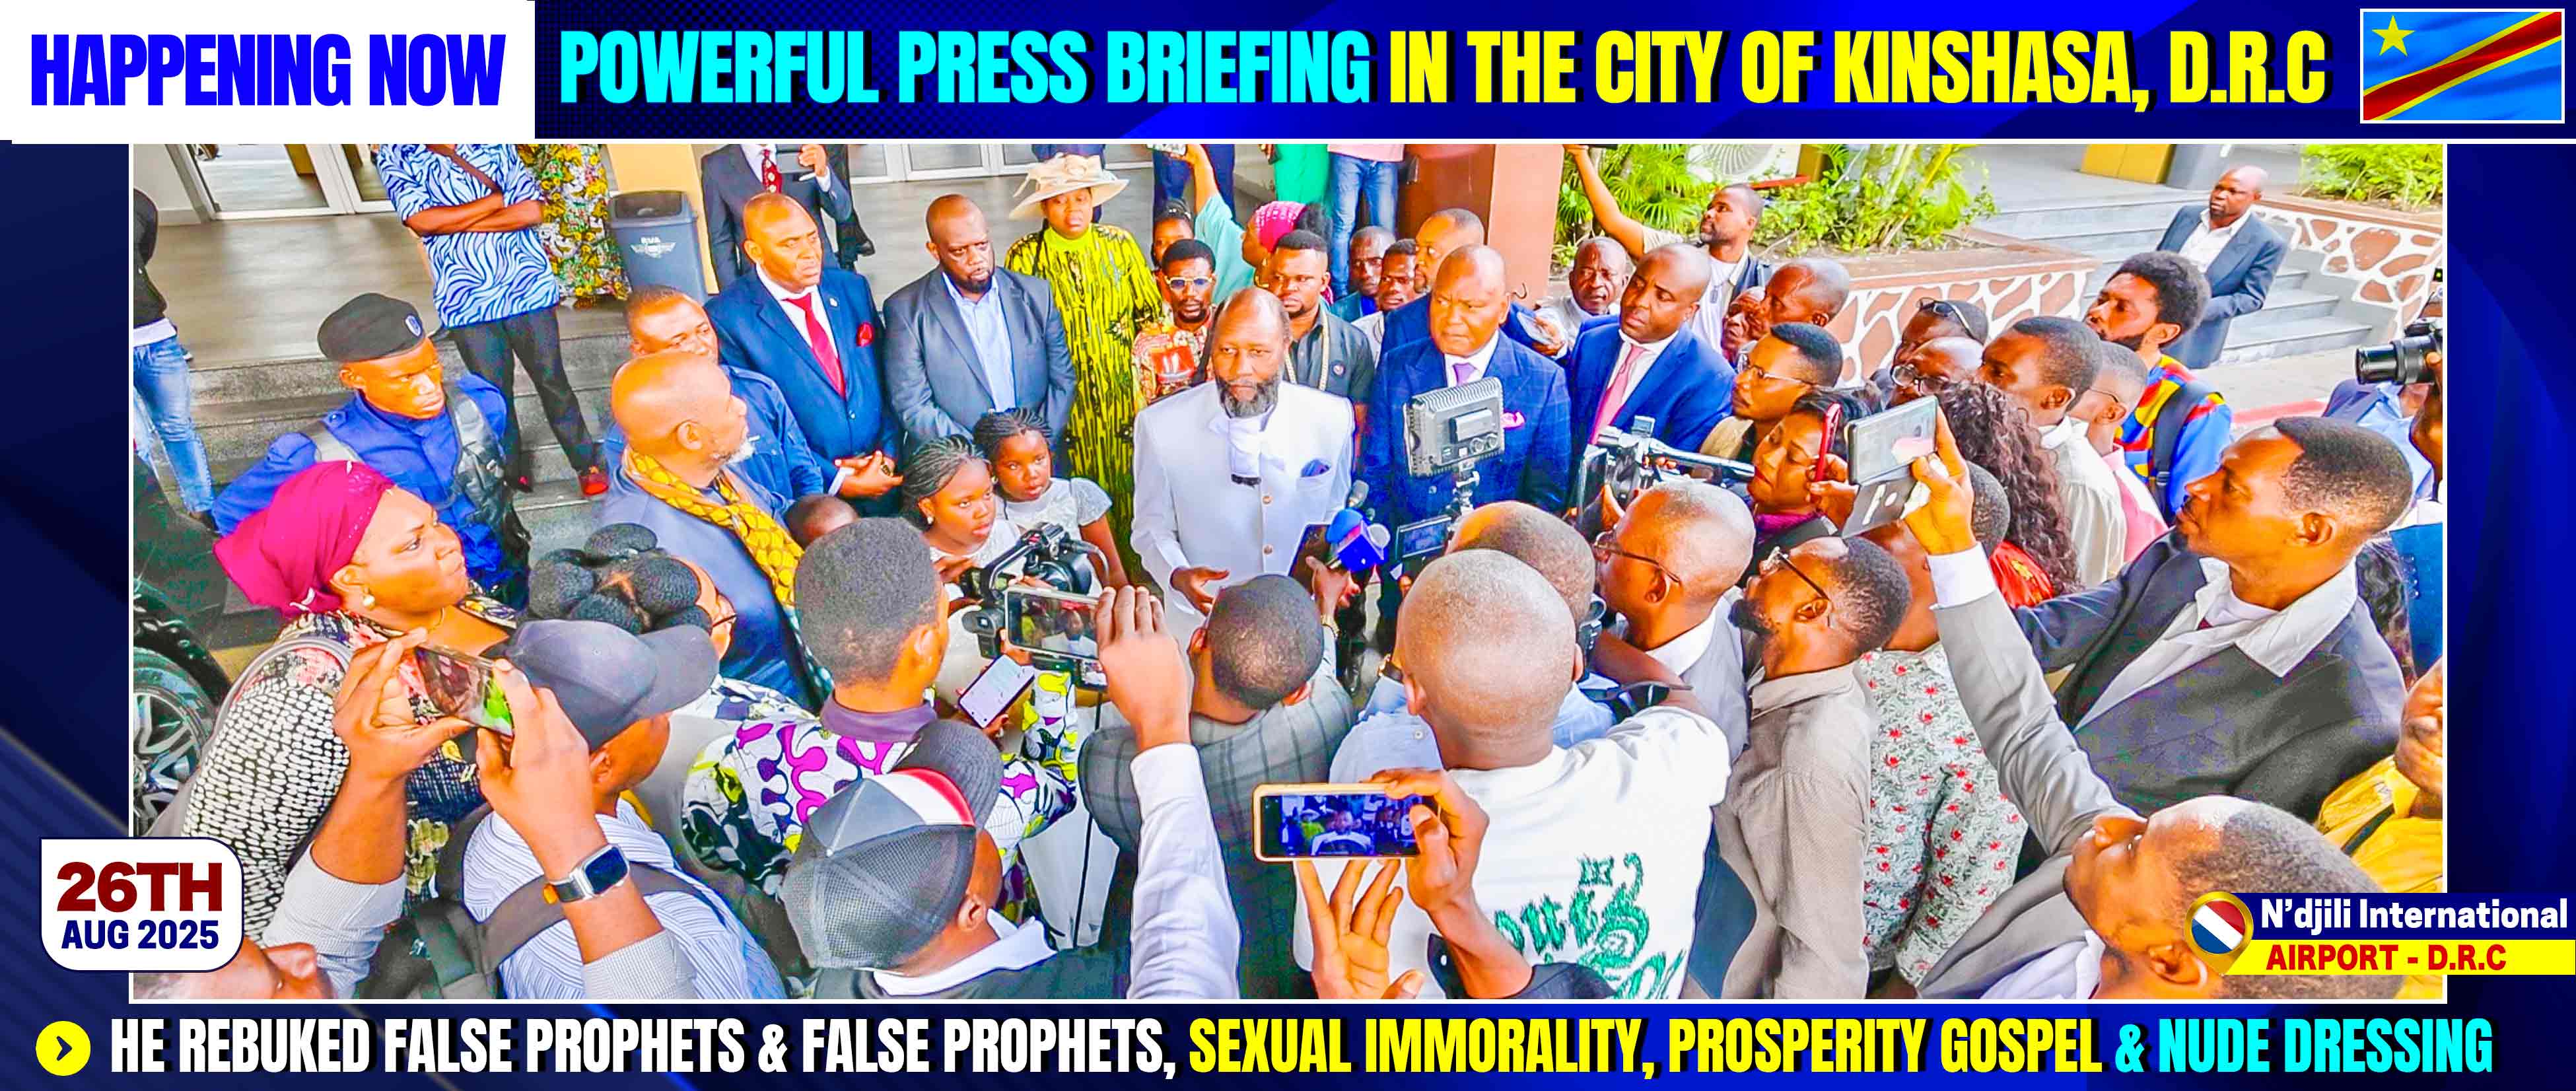 HAPPENING NOW
POWERFUL PRESS BRIEFING IN THE CITY OF KINSHASA, D.R.C
26TH
AUG 2025
N'djili International
AIRPORT - D.R.C
HE REBUKED FALSE PROPHETS & FALSE PROPHETS, SEXUAL IMMORALITY, PROSPERITY GOSPEL & NUDE DRESSING